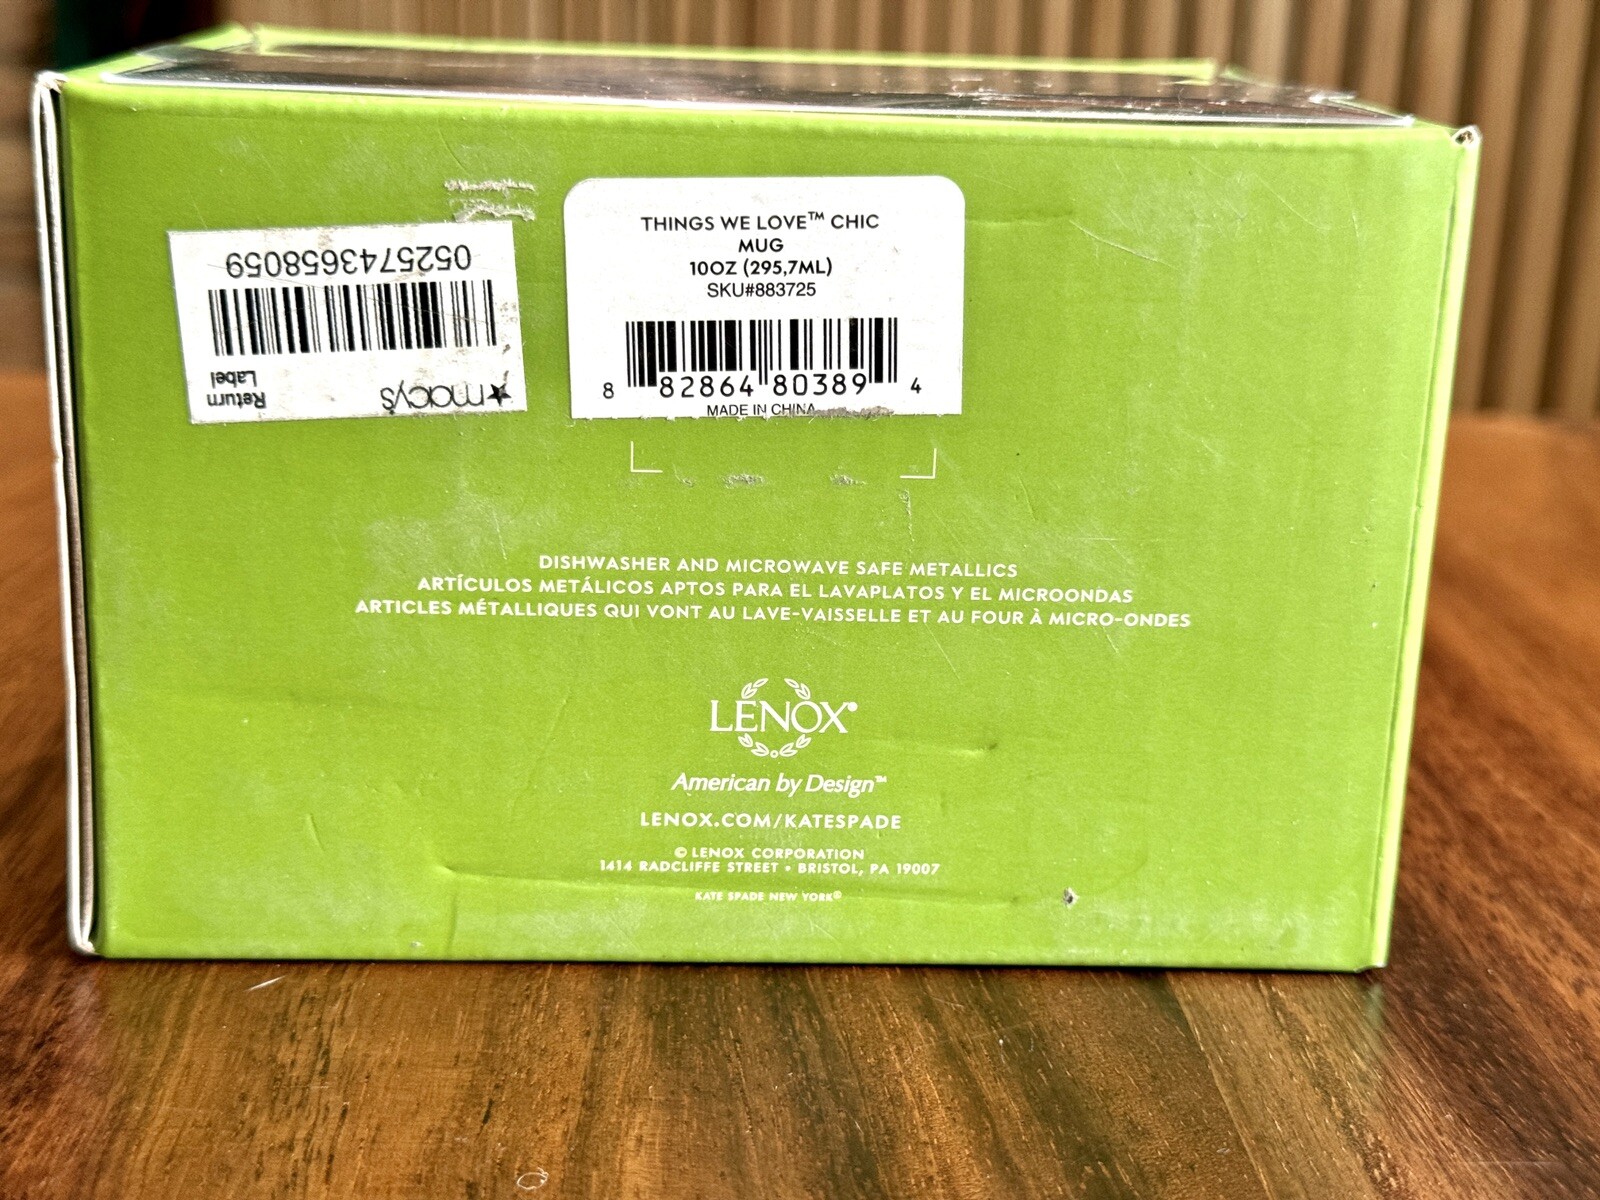 0525743658059
★macy's
Return
Label
THINGS WE LOVE™ CHIC
MUG
10OZ (295,7ML)
SKU#883725
8 82864 80389 4
MADE IN CHINA
DISHWASHER AND MICROWAVE SAFE METALLICS
ARTÍCULOS METÁLICOS APTOS PARA EL LAVAPLATOS Y EL MICROONDAS
ARTICLES MÉTALLIQUES QUI VONT AU LAVE-VAISSELLE ET AU FOUR À MICRO-ONDES
LENOX®
American by Design™
LENOX.COM/KATESPADE
© LENOX CORPORATION
1414 RADCLIFFE STREET • BRISTOL, PA 19007
KATE SPADE NEW YORK®